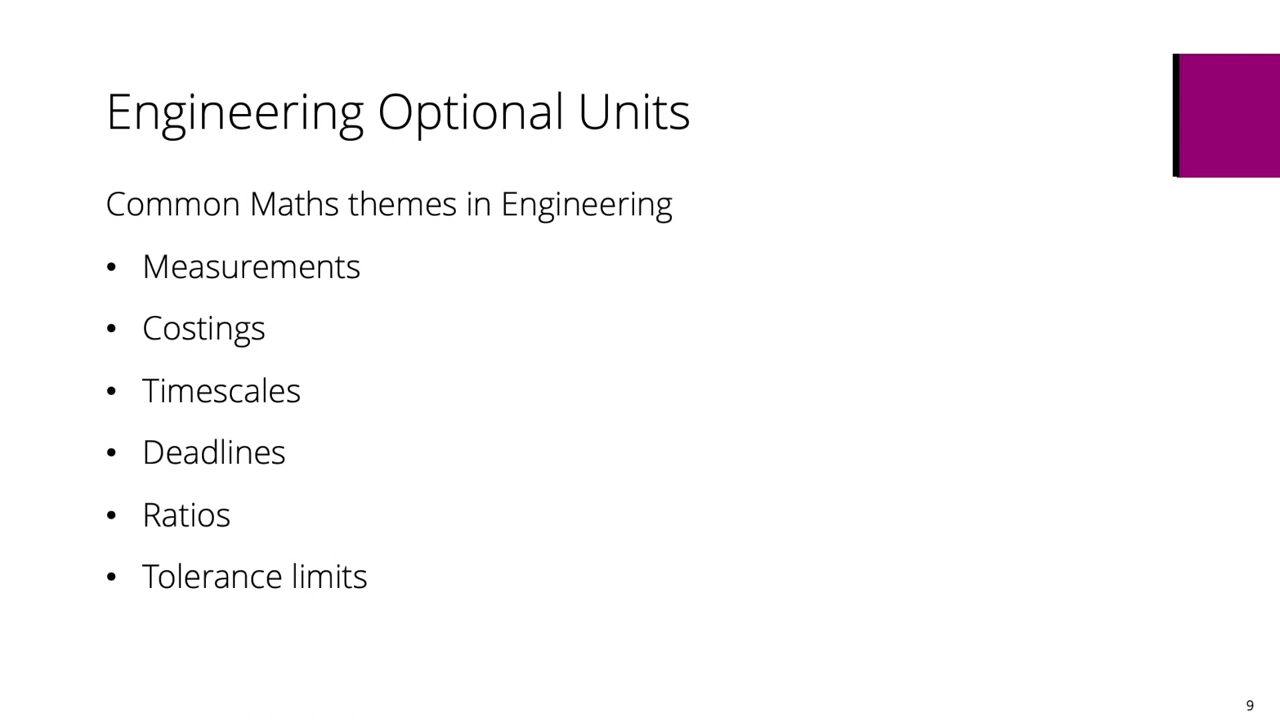 Engineering Optional Units
Common Maths themes in Engineering
• Measurements
• Costings
• Timescales
• Deadlines
• Ratios
• Tolerance limits
9